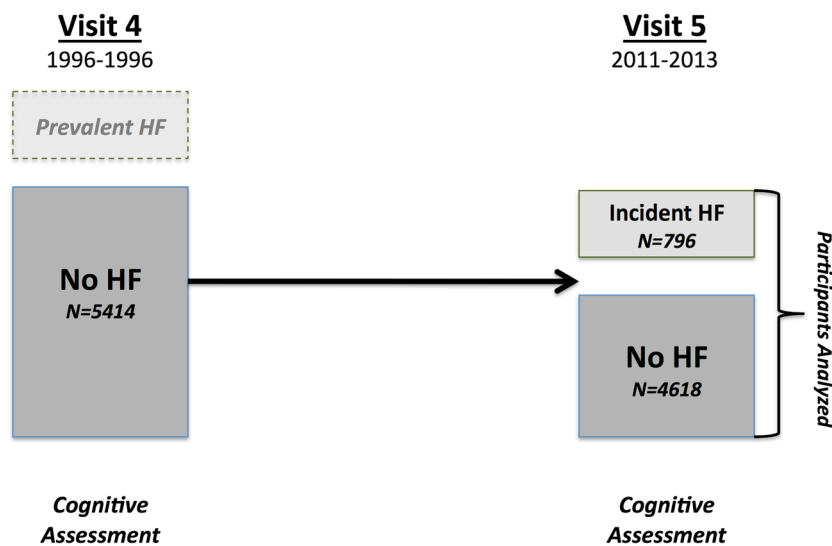 Visit 4
1996-1996
Prevalent HF
No HF
N=5414
Cognitive
Assessment
Visit 5
2011-2013
Incident HF
N=796
No HF
N=4618
Cognitive
Assessment
Participants Analyzed